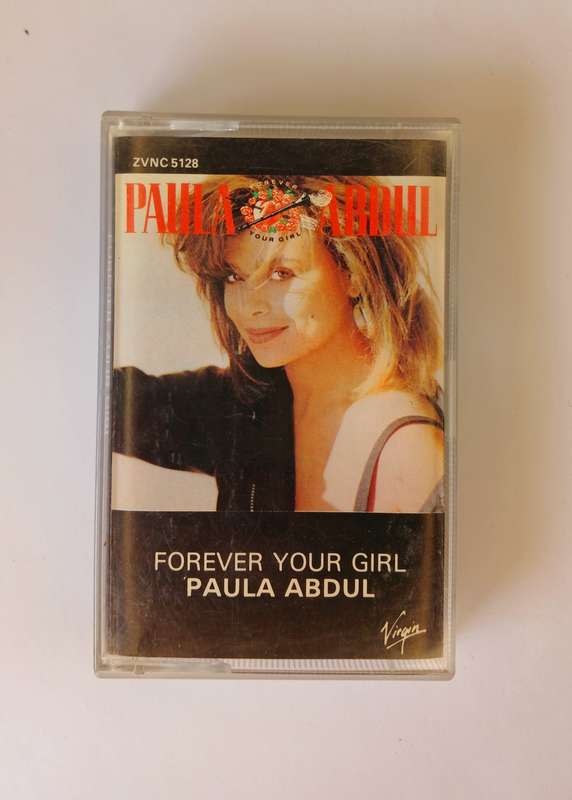 ZVNC 5128
PAULA ABDUL
FOREVER
YOUR GIRL
FOREVER YOUR GIRL
PAULA ABDUL
Virgin